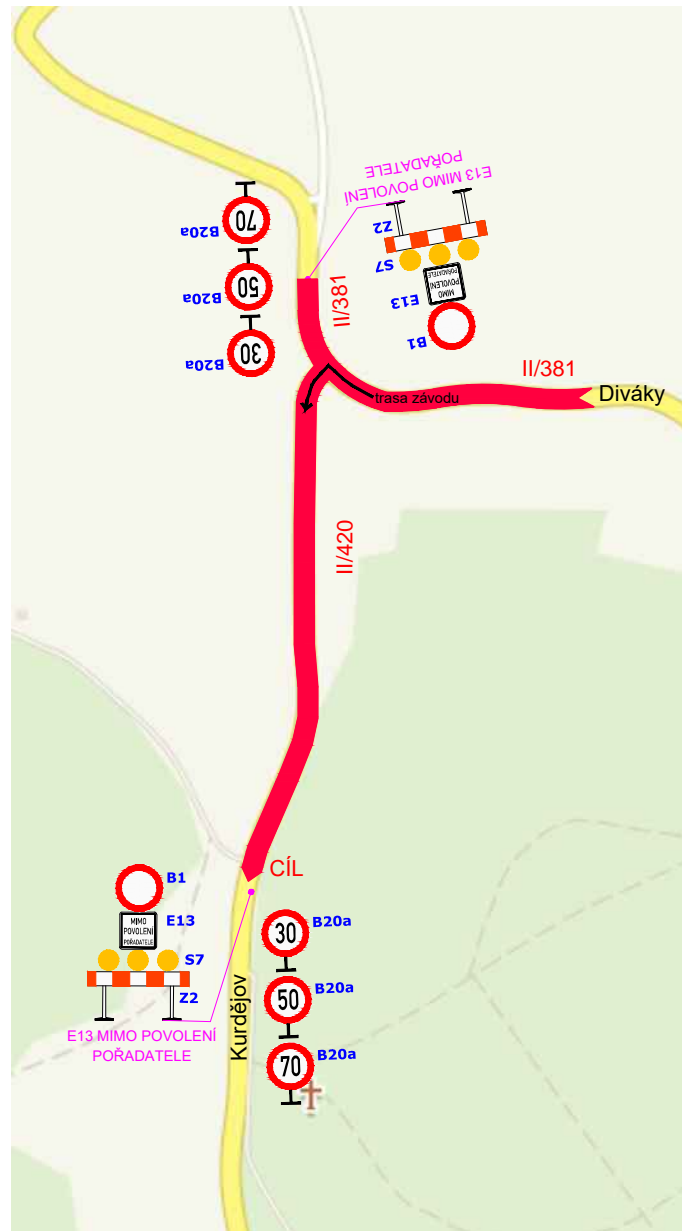 E13 MIMO POVOLENÍ
POŘADATELE
Z2
S7
E13
MIMO
POVOLENÍ
POŘADATELE
B1
70
B20a
50
B20a
30
B20a
II/381
II/381
Diváky
trasa závodu
II/420
CÍL
B1
E13
MIMO
POVOLENÍ
POŘADATELE
S7
Z2
E13 MIMO POVOLENÍ
POŘADATELE
Kurdějov
30
B20a
50
B20a
70
B20a